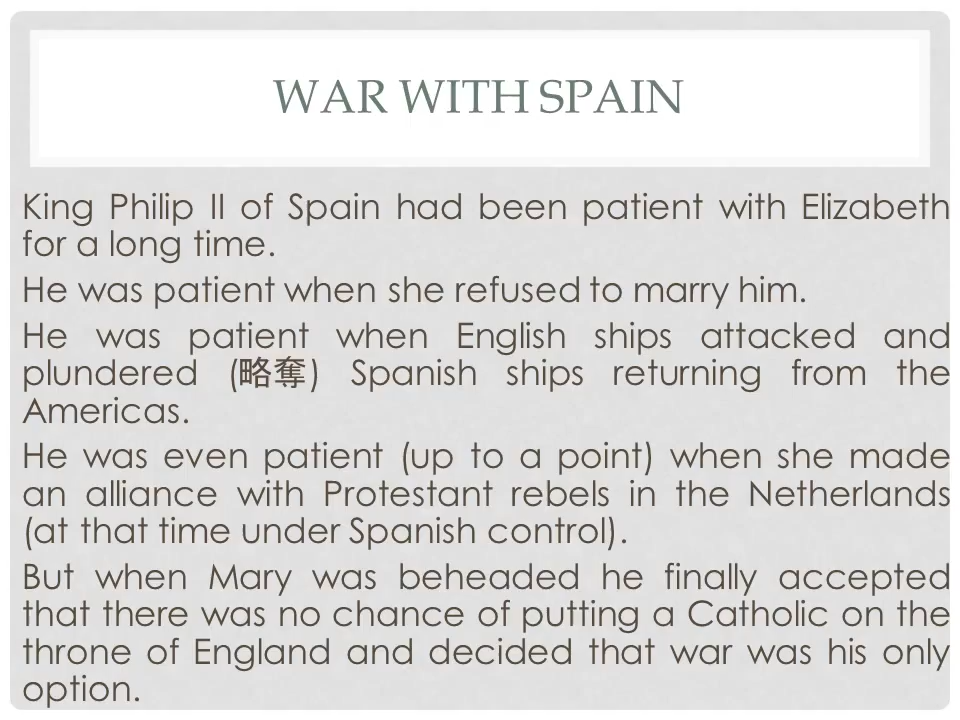 WAR WITH SPAIN
King Philip II of Spain had been patient with Elizabeth
for a long time.
He was patient when she refused to marry him.
He was patient when English ships attacked and
plundered (略奪) Spanish ships returning from the
Americas.
He was even patient (up to a point) when she made
an alliance with Protestant rebels in the Netherlands
(at that time under Spanish control).
But when Mary was beheaded he finally accepted
that there was no chance of putting a Catholic on the
throne of England and decided that war was his only
option.